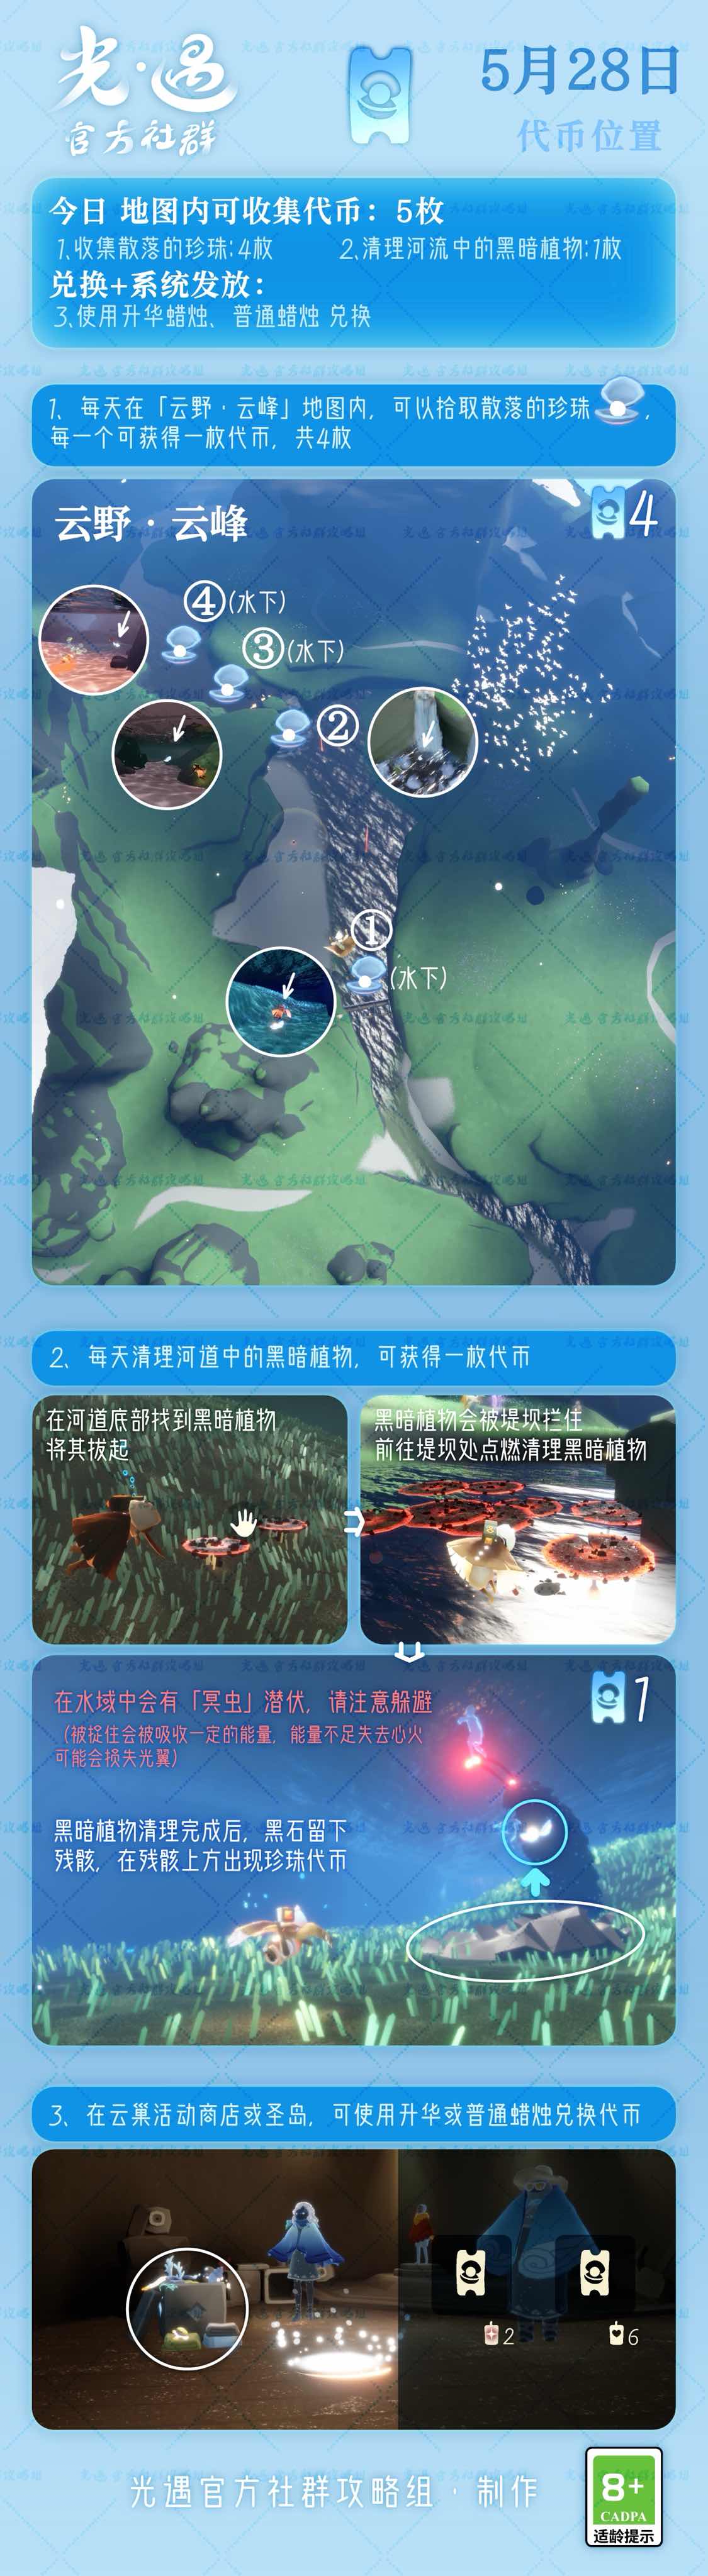 光·遇
官方社群
5月28日
代币位置
今日 地图内可收集代币：5枚
1、收集散落的珍珠：4枚 2、清理河流中的黑暗植物：1枚
兑换+系统发放：
3、使用升华蜡烛、普通蜡烛 兑换
1、每天在「云野·云峰」地图内，可以拾取散落的珍珠，
每一个可获得一枚代币，共4枚
云野·云峰
4
④(水下)
③(水下)
②
①
(水下)
2、每天清理河道中的黑暗植物，可获得一枚代币
在河道底部找到黑暗植物
将其拔起
黑暗植物会被堤坝拦住
前往堤坝处点燃清理黑暗植物
1
在水域中会有「冥虫」潜伏，请注意躲避
（被捉住会被吸收一定的能量，能量不足失去心火
可能会损失光翼）
黑暗植物清理完成后，黑石留下
残骸，在残骸上方出现珍珠代币
3、在云巢活动商店或圣岛，可使用升华或普通蜡烛兑换代币
2
6
光遇官方社群攻略组·制作
8+
CADPA
适龄提示
光遇官方社群攻略组